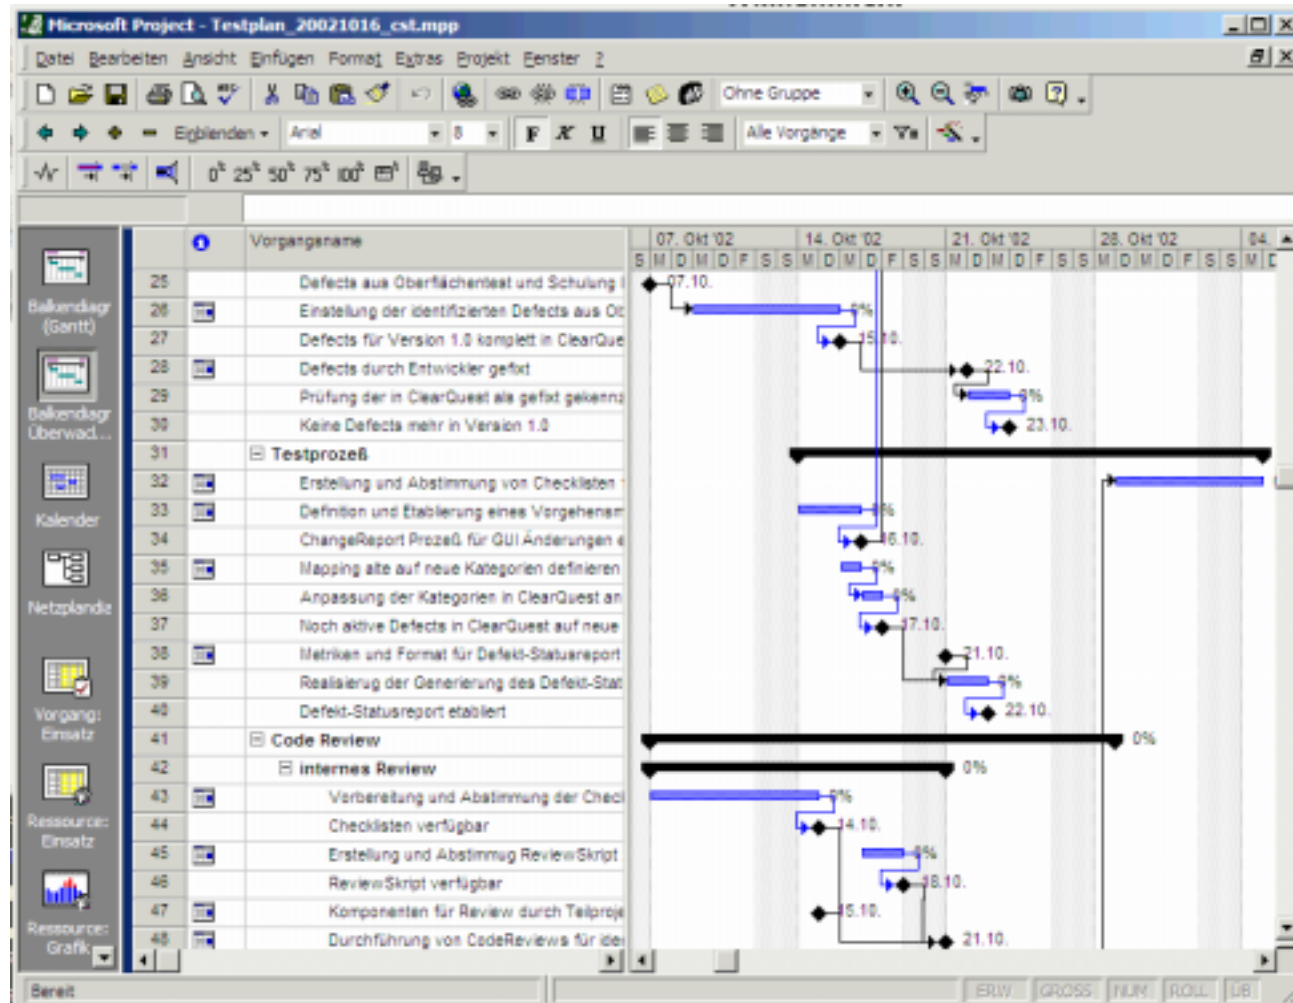 Microsoft Project - Testplan_20021016_cst.mpp
Datei Bearbeiten Ansicht Einfügen Format Extras Projekt Fenster ?
Ohne Gruppe
Einblenden Arial 8 F K U Alle Vorgänge
0% 25% 50% 75% 100%
Vorgangsname 07. Okt '02 14. Okt '02 21. Okt '02 28. Okt '02 04.
S M D M D F S S M D M D F S S M D M D F S S M D M D F S S M D
25 Defects aus Oberflächentest und Schulung 07.10.
26 Einstellung der identifizierten Defects aus Ob 0%
27 Defects für Version 1.0 komplett in ClearQue 15.10.
28 Defects durch Entwickler gefixt 22.10.
29 Prüfung der in ClearQuest als gefixt gekennz 0%
30 Keine Defects mehr in Version 1.0 23.10.
31 Testprozeß
32 Erstellung und Abstimmung von Checklisten
33 Definition und Etablierung eines Vorgehensm 0%
34 ChangeReport Prozeß für GUI Änderungen e 16.10.
35 Mapping alte auf neue Kategorien definieren 0%
36 Anpassung der Kategorien in ClearQuest an 0%
37 Noch aktive Defects in ClearQuest auf neue 17.10.
38 Metriken und Format für Defekt-Statusreport 21.10.
39 Realisierug der Generierung des Defekt-Stat 0%
40 Defekt-Statusreport etabliert 22.10.
41 Code Review 0%
42 internes Review 0%
43 Vorbereitung und Abstimmung der Check 0%
44 Checklisten verfügbar 14.10.
45 Erstellung und Abstimmug ReviewSkript 0%
46 ReviewSkript verfügbar 18.10.
47 Komponenten für Review durch Teilproje 15.10.
48 Durchführung von CodeReviews für ide 21.10.
Balkendiagr
(Gantt)
Balkendiagr
Überwac...
Kalender
Netzplandia
Vorgang:
Einsatz
Ressource:
Einsatz
Ressource:
Grafik
Bereit ERW GROSS NUM ROLL ÜB